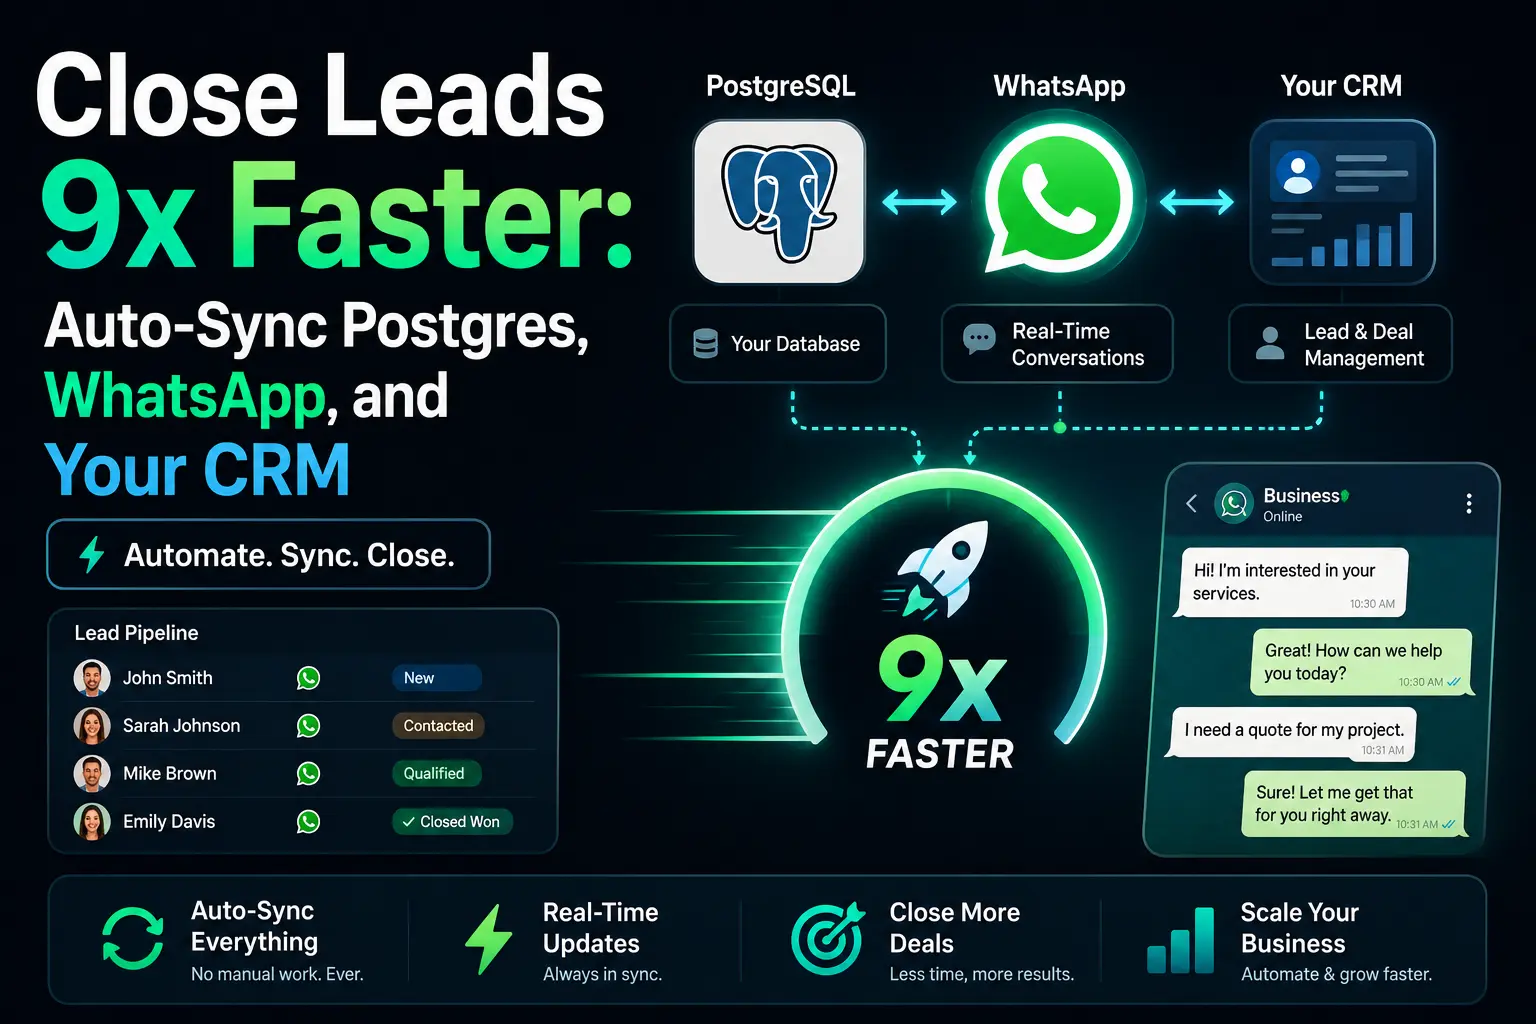 Close Leads
9x Faster:
Auto-Sync Postgres,
WhatsApp, and
Your CRM
Automate. Sync. Close.
PostgreSQL
WhatsApp
Your CRM
Your Database
Real-Time
Conversations
Lead & Deal
Management
9x
FASTER
Lead Pipeline
John Smith
New
Sarah Johnson
Contacted
Mike Brown
Qualified
Emily Davis
✓ Closed Won
Business
Online
Hi! I'm interested in your
services.
10:30 AM
Great! How can we help
you today?
10:30 AM
I need a quote for my project.
10:31 AM
Sure! Let me get that
for you right away.
10:31 AM
Auto-Sync
Everything
No manual work. Ever.
Real-Time
Updates
Always in sync.
Close More
Deals
Less time, more results.
Scale Your
Business
Automate & grow faster.